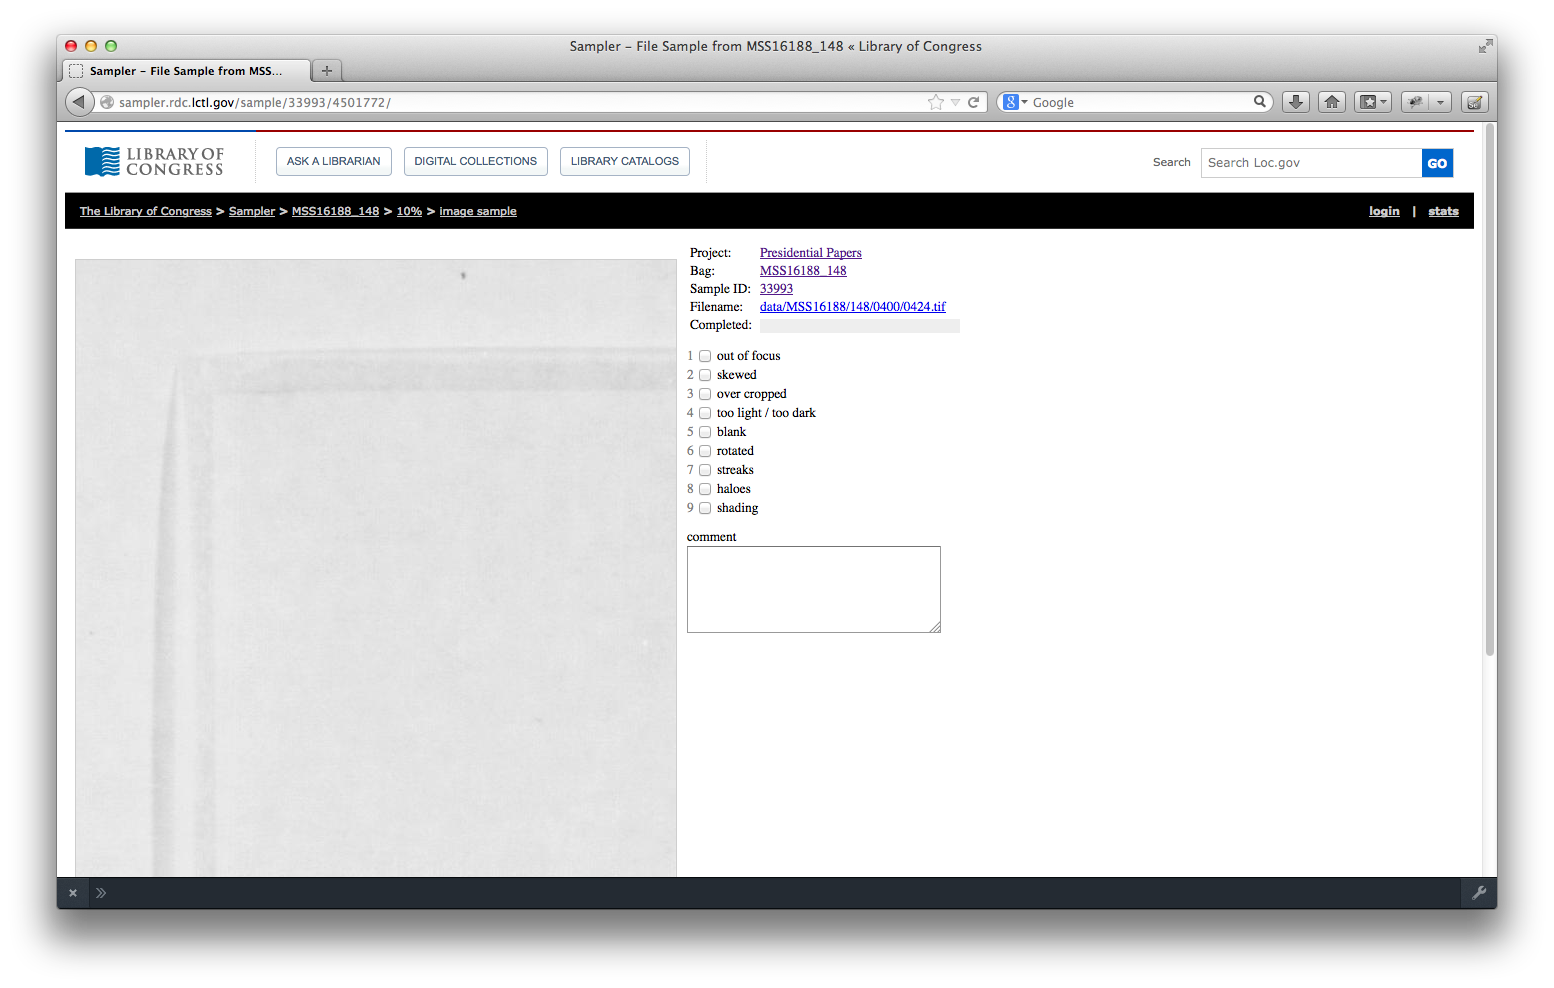 Sampler – File Sample from MSS16188_148 « Library of Congress
Sampler – File Sample from MSS...
sampler.rdc.lctl.gov/sample/33993/4501772/
Google
LIBRARY OF CONGRESS
ASK A LIBRARIAN
DIGITAL COLLECTIONS
LIBRARY CATALOGS
Search
Search Loc.gov
GO
The Library of Congress > Sampler > MSS16188_148 > 10% > image sample
login | stats
Project: Presidential Papers
Bag: MSS16188_148
Sample ID: 33993
Filename: data/MSS16188/148/0400/0424.tif
Completed:
1 out of focus
2 skewed
3 over cropped
4 too light / too dark
5 blank
6 rotated
7 streaks
8 haloes
9 shading
comment